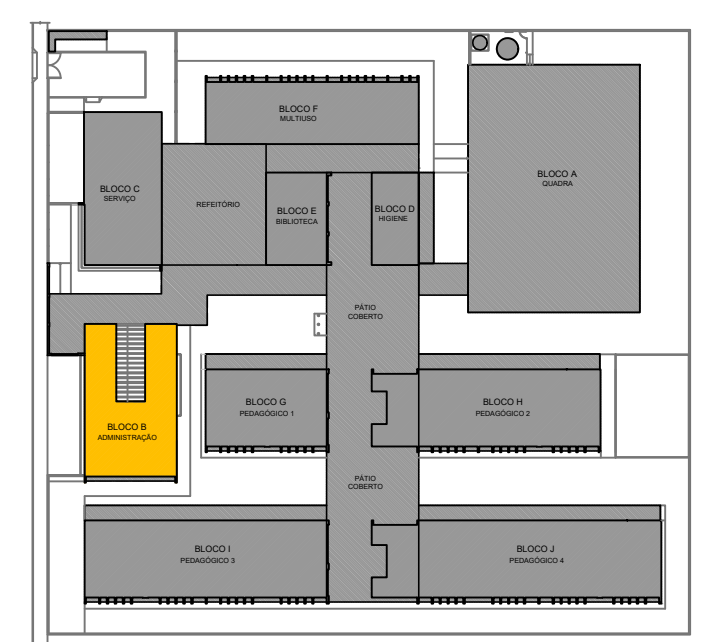 BLOCO F
MULTIUSO
BLOCO A
QUADRA
BLOCO C
SERVIÇO
REFEITÓRIO
BLOCO E
BIBLIOTECA
BLOCO D
HIGIENE
PÁTIO
COBERTO
BLOCO G
PEDAGÓGICO 1
BLOCO H
PEDAGÓGICO 2
BLOCO B
ADMINISTRAÇÃO
PÁTIO
COBERTO
BLOCO I
PEDAGÓGICO 3
BLOCO J
PEDAGÓGICO 4